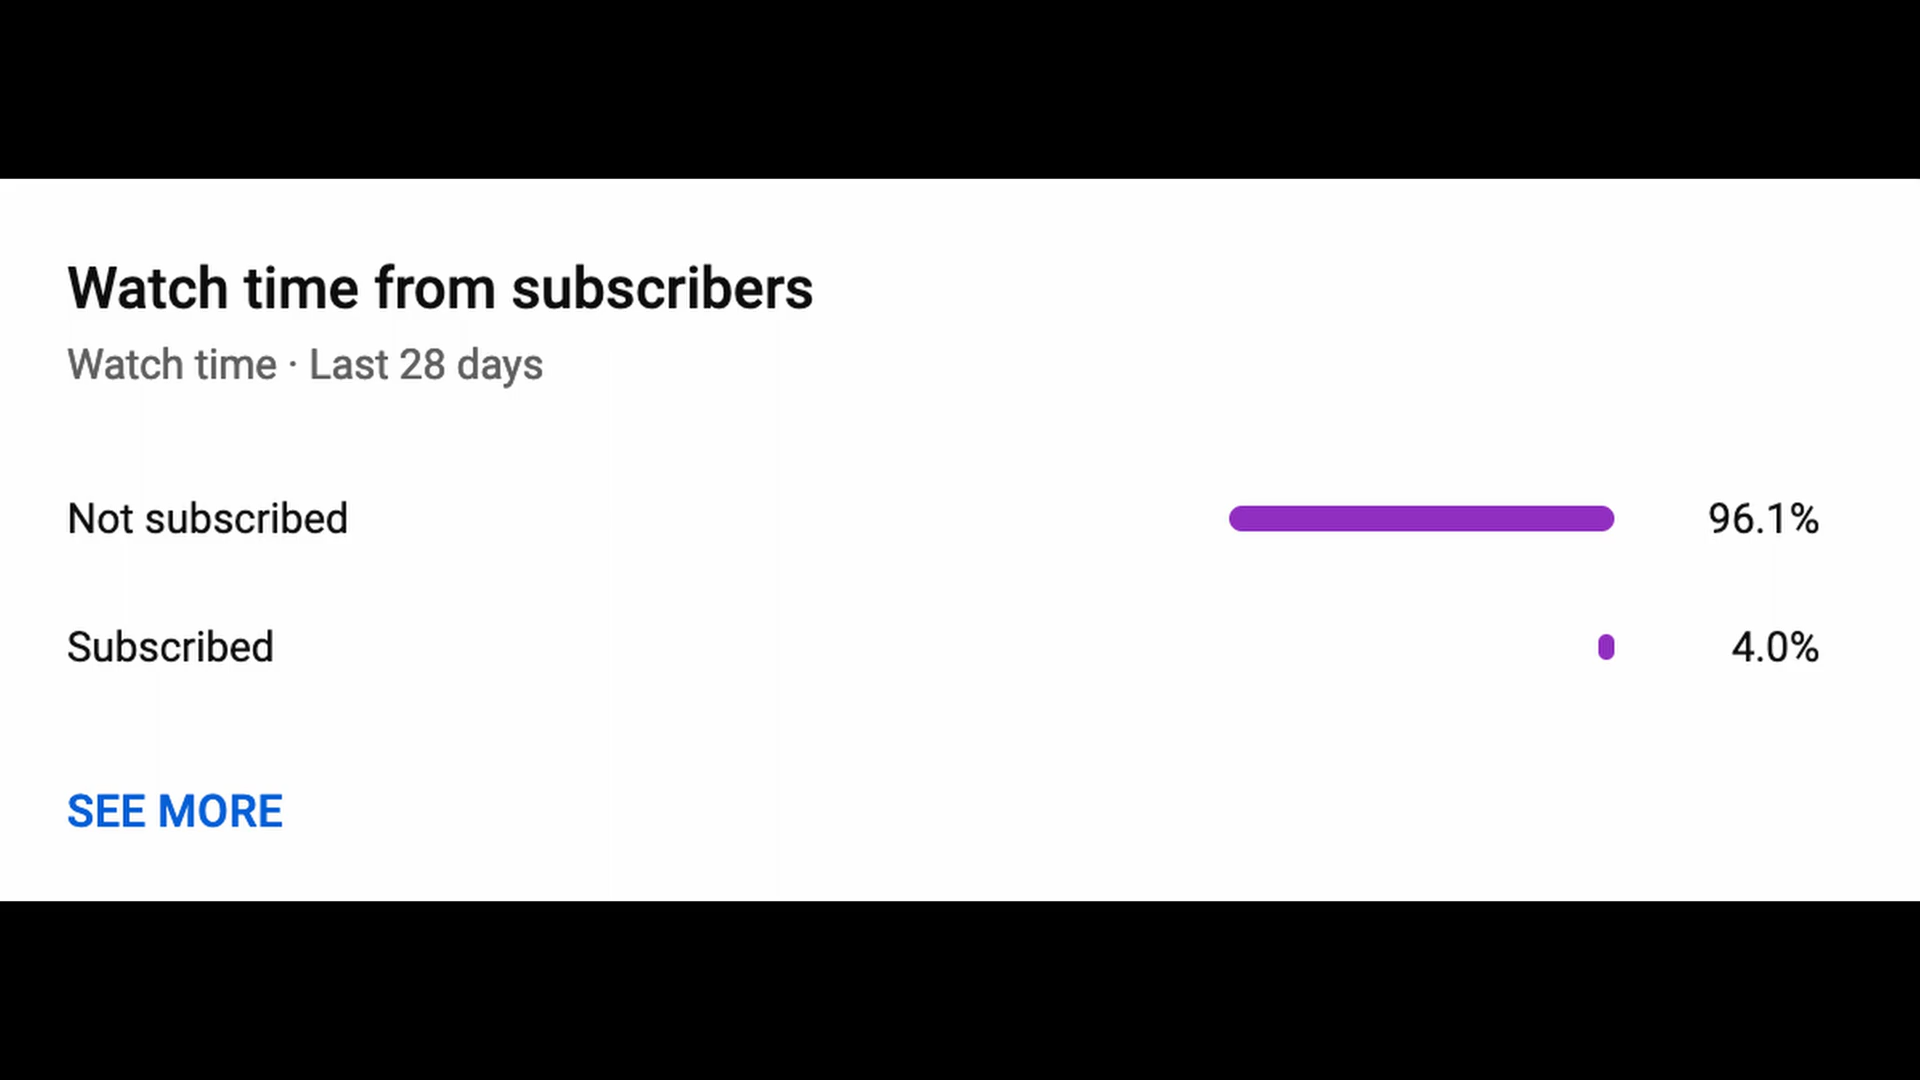 Watch time from subscribers
Watch time · Last 28 days
Not subscribed 96.1%
Subscribed 4.0%
SEE MORE